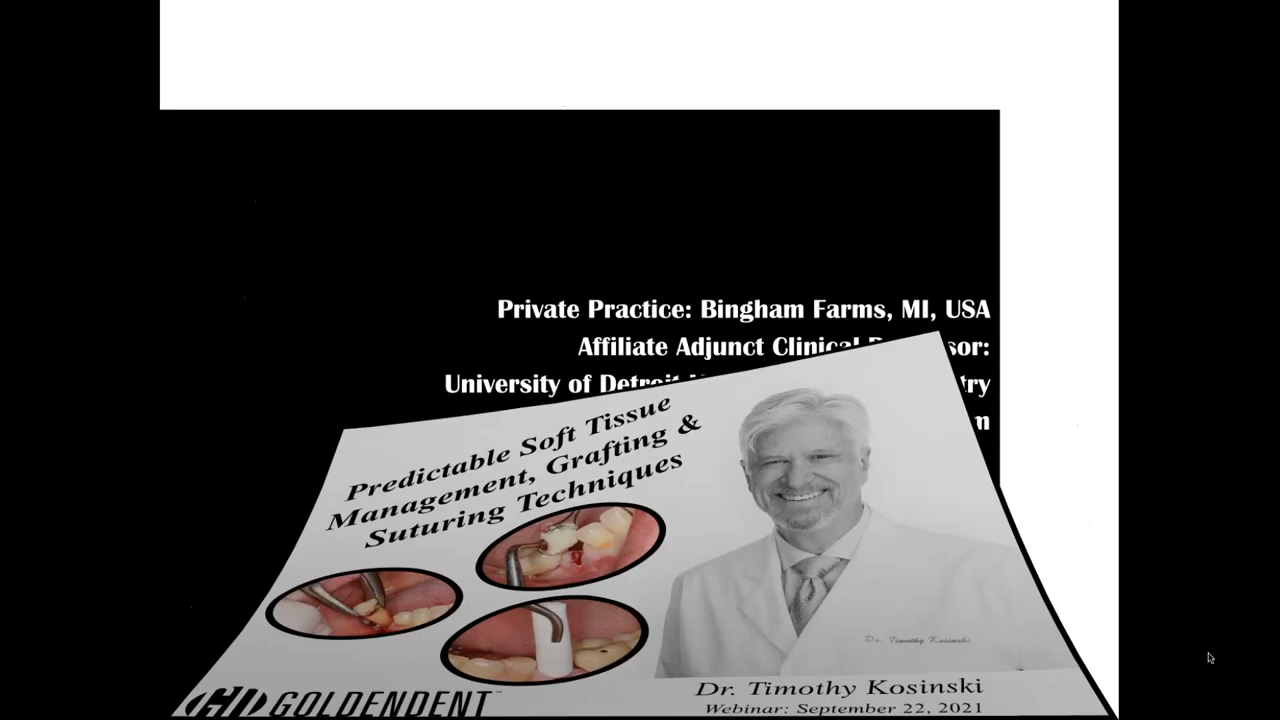 Private Practice: Bingham Farms, MI, USA
Affiliate Adjunct Clinical
University of Detroit
Predictable Soft Tissue
Management, Grafting &
Suturing Techniques
Dr. Timothy Kosinski
GOLDENDENT
Dr. Timothy Kosinski
Webinar: September 22, 2021